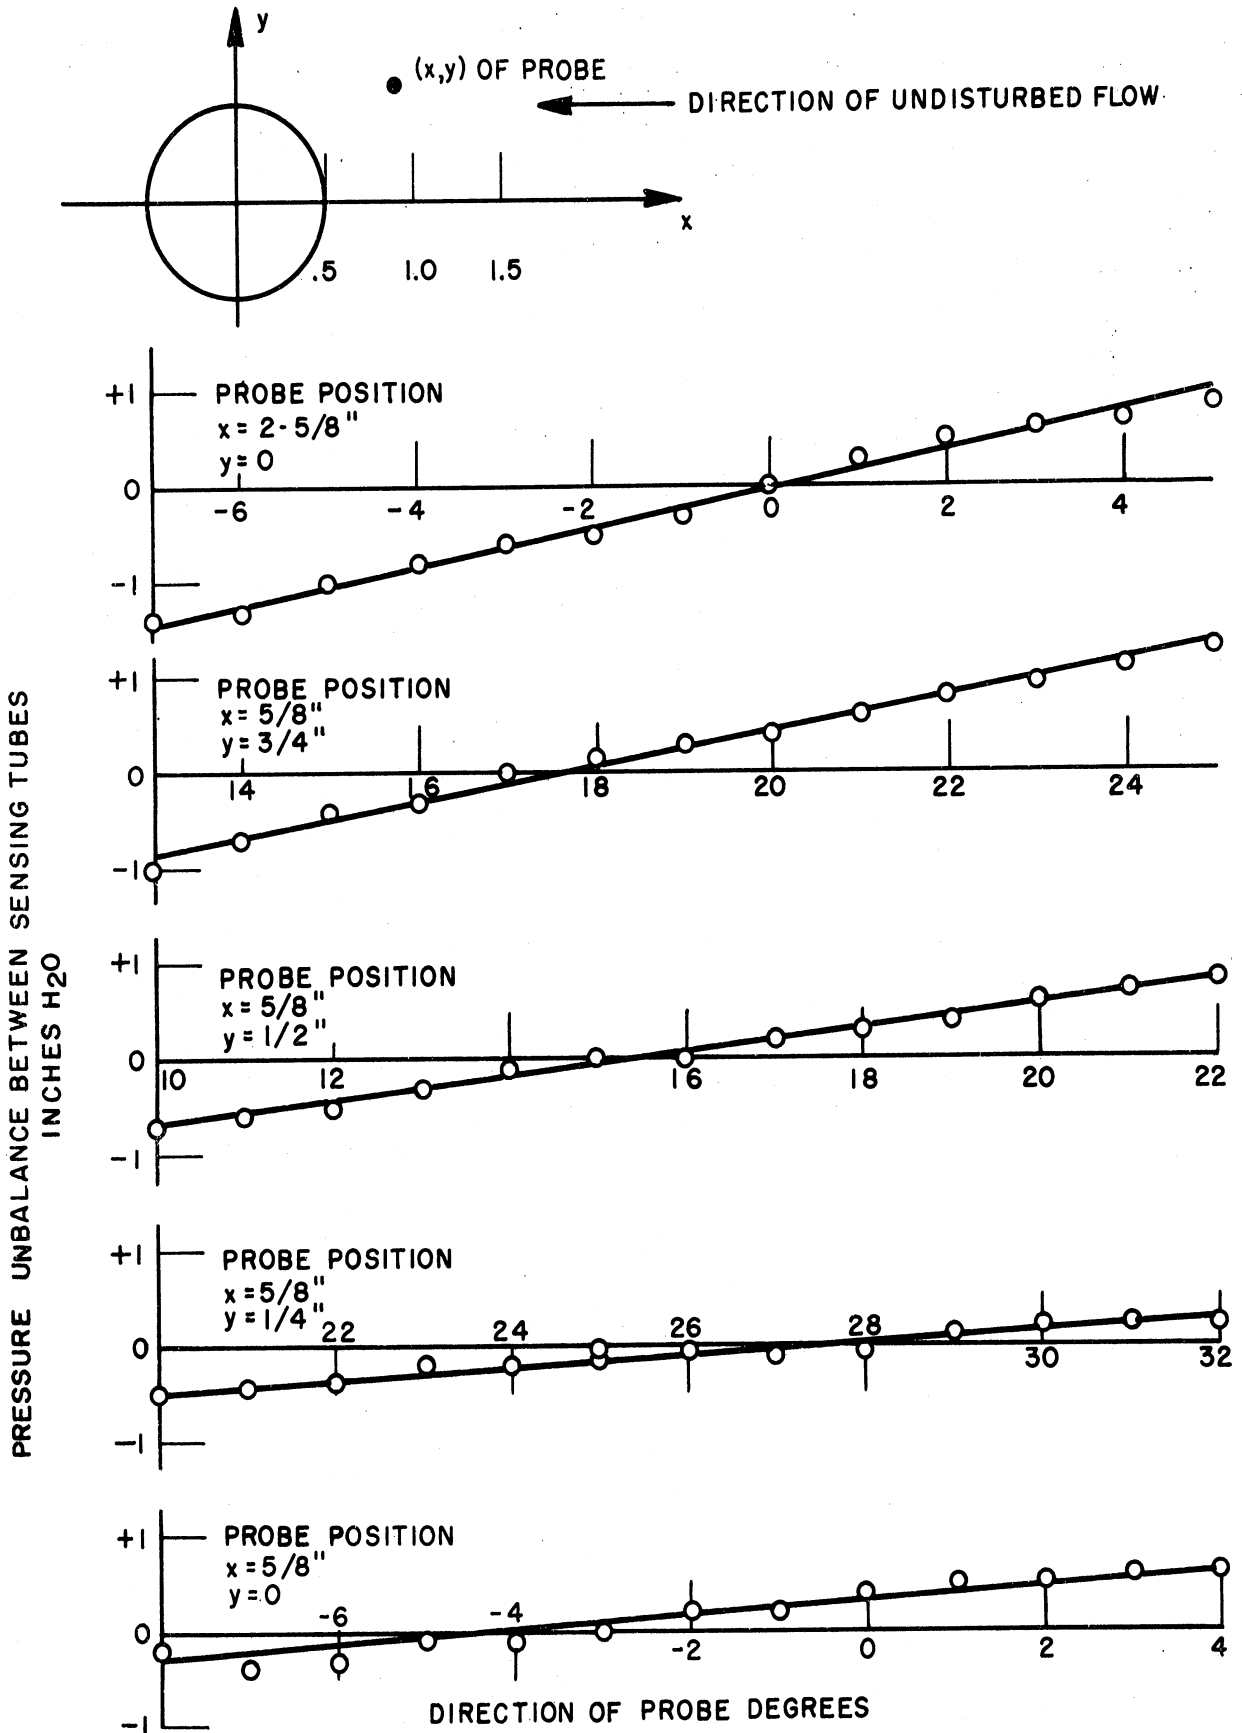 y
(x,y) OF PROBE
DIRECTION OF UNDISTURBED FLOW
x
.5 1.0 1.5
+1 PROBE POSITION
x = 2-5/8"
y = 0
0
-6 -4 -2 0 2 4
-1
+1 PROBE POSITION
x = 5/8"
y = 3/4"
0
14 16 18 20 22 24
-1
+1 PROBE POSITION
x = 5/8"
y = 1/2"
0
10 12 16 18 20 22
-1
+1 PROBE POSITION
x = 5/8"
y = 1/4" 22 24 26 28
0
30 32
-1
+1 PROBE POSITION
x = 5/8"
y = 0
-6 -4
0
-2 0 2 4
-1
DIRECTION OF PROBE DEGREES
PRESSURE UNBALANCE BETWEEN SENSING TUBES
INCHES H2O